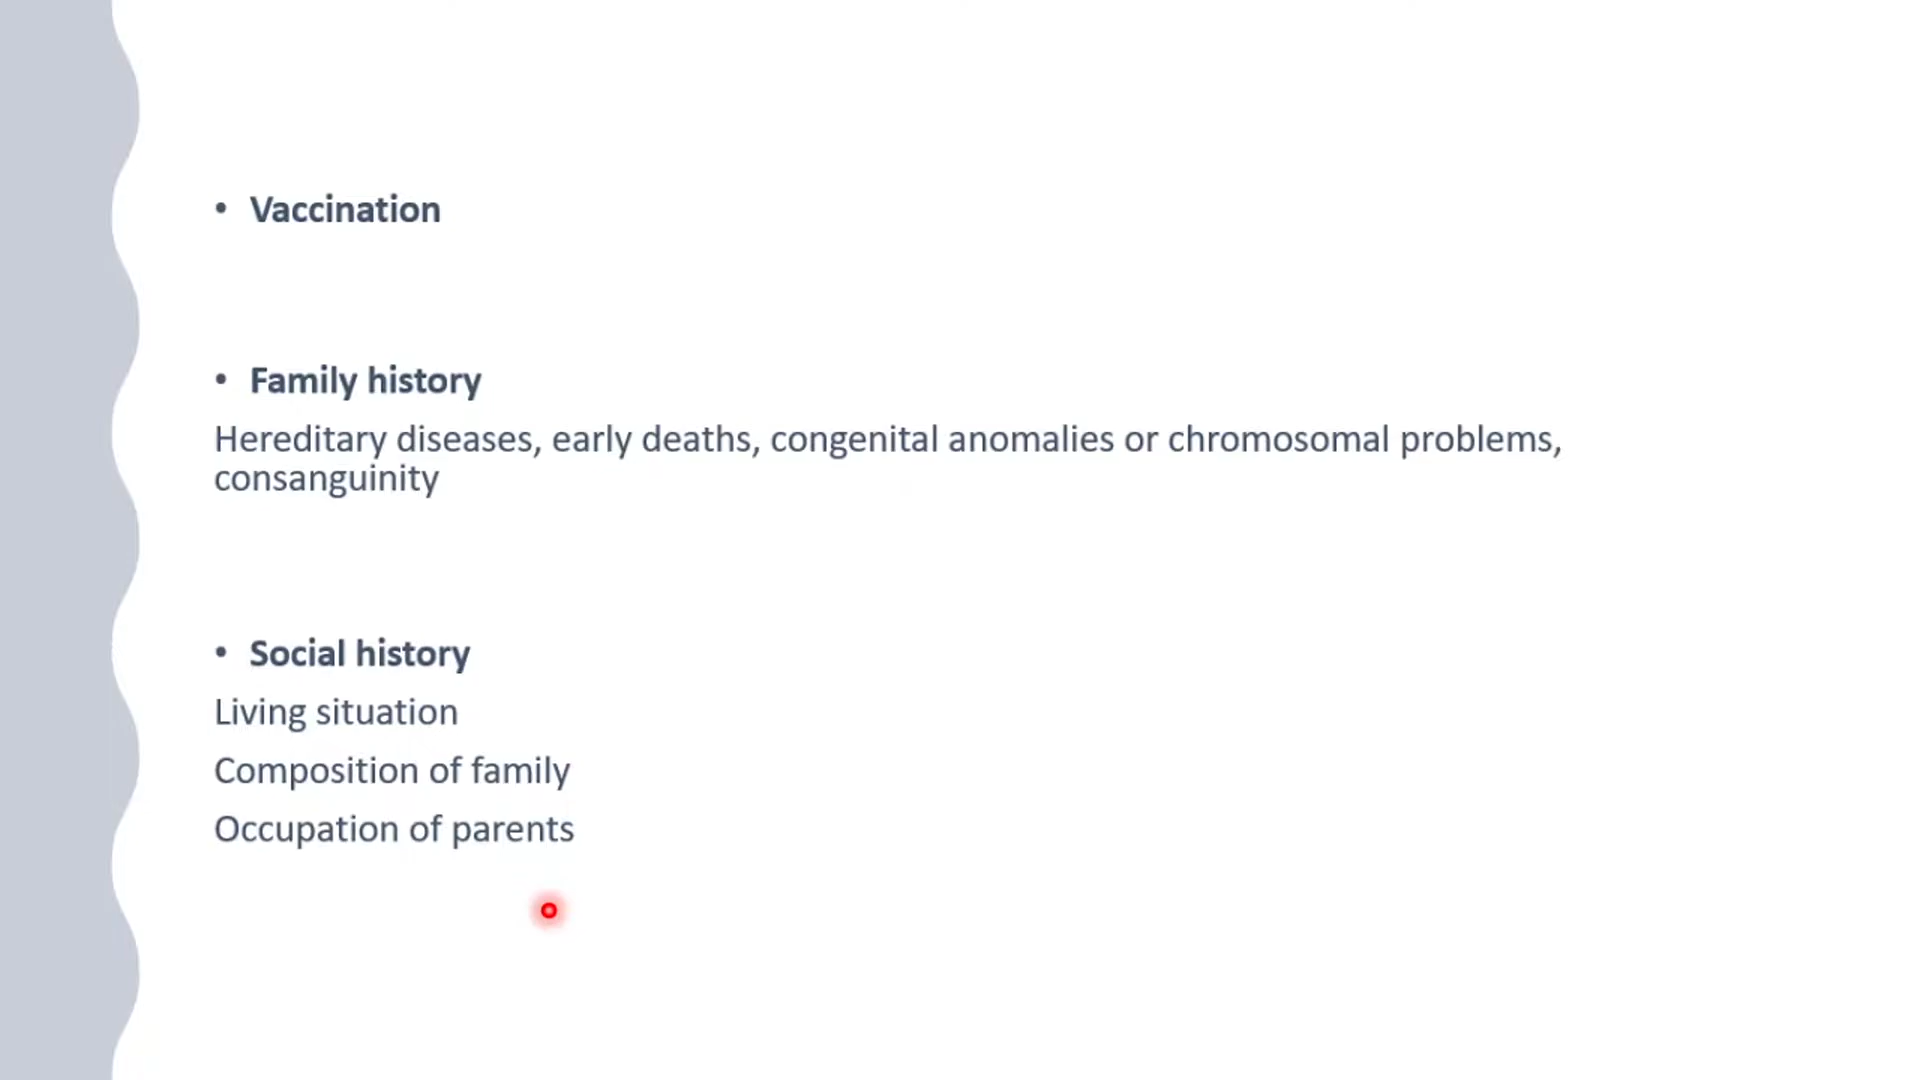 • Vaccination
• Family history
Hereditary diseases, early deaths, congenital anomalies or chromosomal problems,
consanguinity
• Social history
Living situation
Composition of family
Occupation of parents